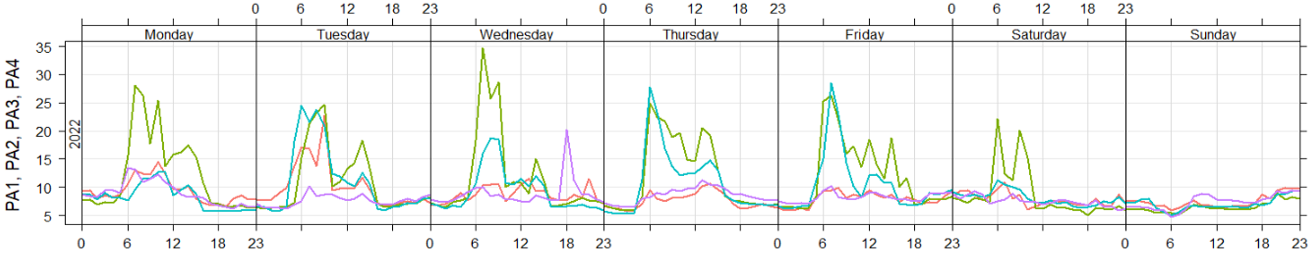 0 6 12 18 23 0 6 12 18 23 0 6 12 18 23
Monday Tuesday Wednesday Thursday Friday Saturday Sunday
PA1, PA2, PA3, PA4
35
30
25
20
15
10
5
2022
0 6 12 18 23 0 6 12 18 23 0 6 12 18 23 0 6 12 18 23